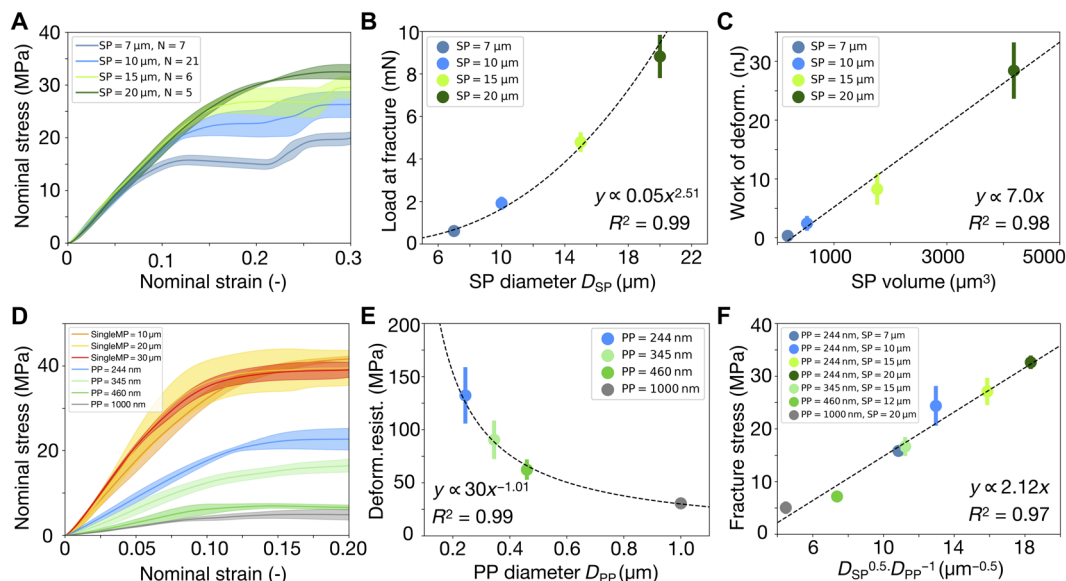 A
Nominal stress (MPa)
40
30
20
10
0
SP = 7 µm, N = 7
SP = 10 µm, N = 21
SP = 15 µm, N = 6
SP = 20 µm, N = 5
0
0.1
0.2
0.3
Nominal strain (-)
B
Load at fracture (mN)
10
8
6
4
2
0
SP = 7 µm
SP = 10 µm
SP = 15 µm
SP = 20 µm
y ∝ 0.05x^2.51
R² = 0.99
6
10
14
18
22
SP diameter D_SP (µm)
C
Work of deform. (nJ)
30
20
10
0
SP = 7 µm
SP = 10 µm
SP = 15 µm
SP = 20 µm
y ∝ 7.0x
R² = 0.98
1000
3000
5000
SP volume (µm³)
D
Nominal stress (MPa)
40
20
0
SingleMP = 10 µm
SingleMP = 20 µm
SingleMP = 30 µm
PP = 244 nm
PP = 345 nm
PP = 460 nm
PP = 1000 nm
0
0.05
0.10
0.15
0.20
Nominal strain (-)
E
Deform.resist. (MPa)
200
150
100
50
0
PP = 244 nm
PP = 345 nm
PP = 460 nm
PP = 1000 nm
y ∝ 30x^−1.01
R² = 0.99
0.2
0.4
0.6
0.8
1.0
PP diameter D_PP (µm)
F
Fracture stress (MPa)
40
30
20
10
0
PP = 244 nm, SP = 7 µm
PP = 244 nm, SP = 10 µm
PP = 244 nm, SP = 15 µm
PP = 244 nm, SP = 20 µm
PP = 345 nm, SP = 15 µm
PP = 460 nm, SP = 12 µm
PP = 1000 nm, SP = 20 µm
y ∝ 2.12x
R² = 0.97
6
10
14
18
D_SP^0.5·D_PP^−1 (µm^−0.5)